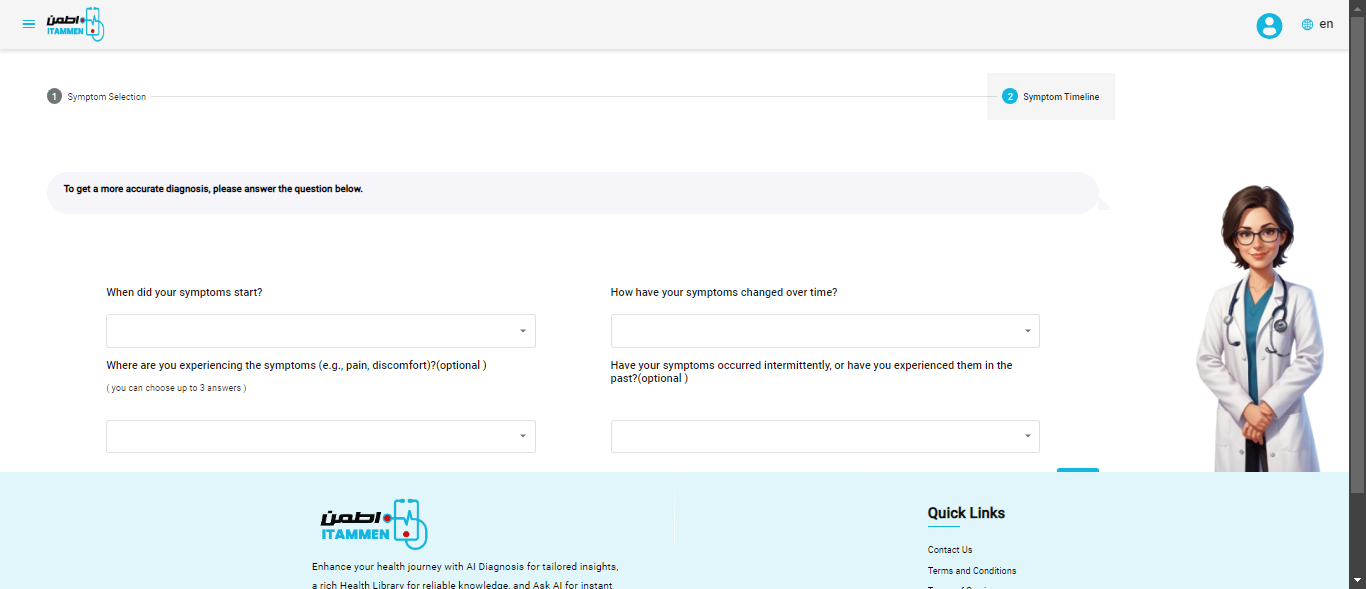 اطمن
ITAMMEN
en
1 Symptom Selection
2 Symptom Timeline
To get a more accurate diagnosis, please answer the question below.
When did your symptoms start?
How have your symptoms changed over time?
Where are you experiencing the symptoms (e.g., pain, discomfort)?(optional )
( you can choose up to 3 answers )
Have your symptoms occurred intermittently, or have you experienced them in the
past?(optional )
اطمن
ITAMMEN
Enhance your health journey with AI Diagnosis for tailored insights,
a rich Health Library for reliable knowledge, and Ask AI for instant
Quick Links
Contact Us
Terms and Conditions